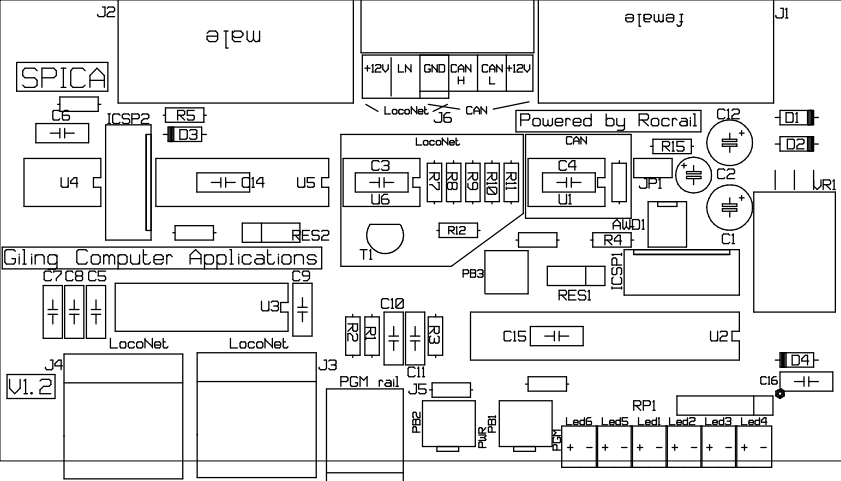 J2
male
female
J1
+12V LN GND CAN H CAN L +12V
SPICA
LocoNet J6 CAN
C6
ICSP2
R5
D3
Powered by Rocrail
C12
D1
D2
LocoNet
CAN
R15
U4
C14
U5
C3
U6
R7
R8
R9
R10
R11
C4
U1
JP1
C2
VR1
RES2
T1
R12
AWD1
R4
C1
Giling Computer Applications
PB3
ICSP1
RES1
C7
C8
C5
U3
C9
C10
R2
R1
R3
C11
C15
U2
LocoNet
LocoNet
J4
J3
D4
C16
V1.2
PGM rail
J5
RP1
PB2
PWR
PB1
PGM
Led6 Led5 Led1 Led2 Led3 Led4
+ - + - + - + - + - + -